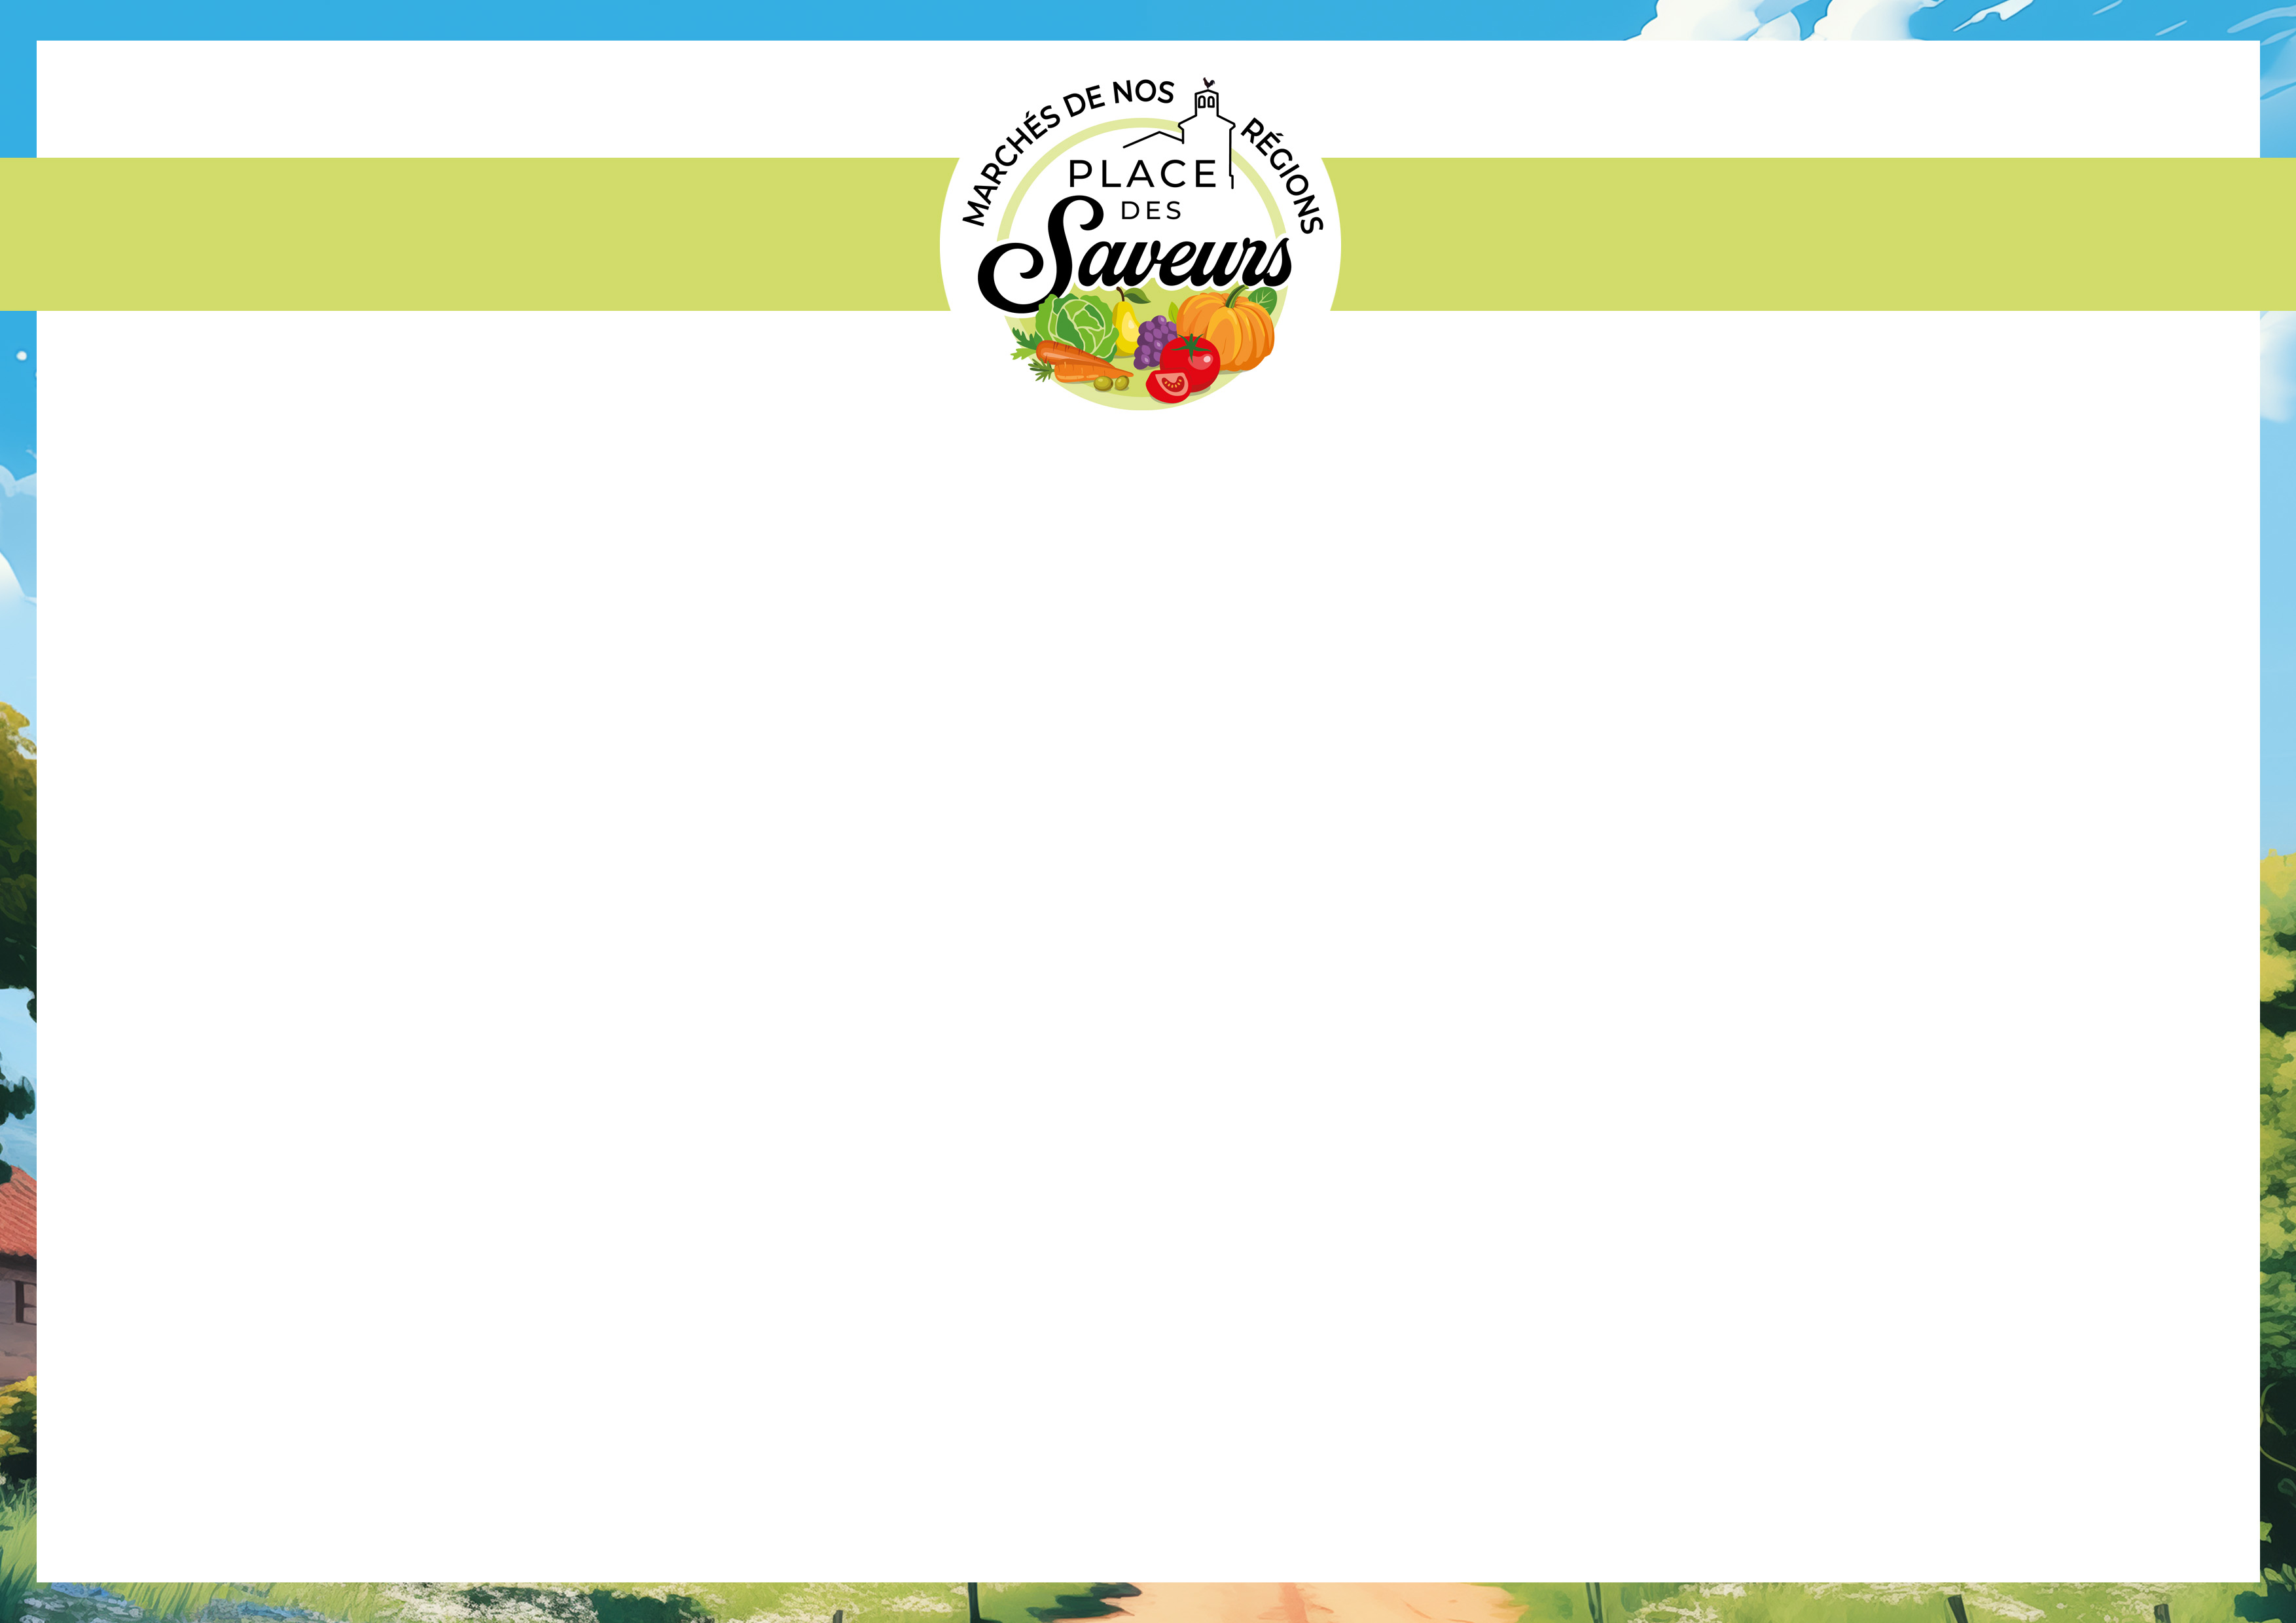 MARCHÉS DE NOS RÉGIONS
PLACE
DES
Saveurs